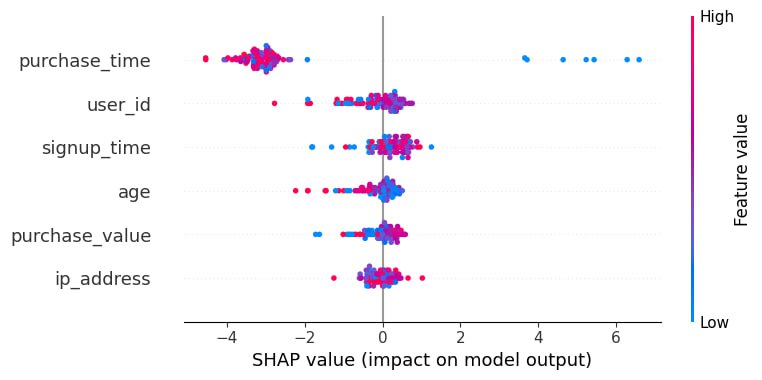 High
purchase_time
user_id
signup_time
age
purchase_value
ip_address
Feature value
Low
−4 −2 0 2 4 6
SHAP value (impact on model output)